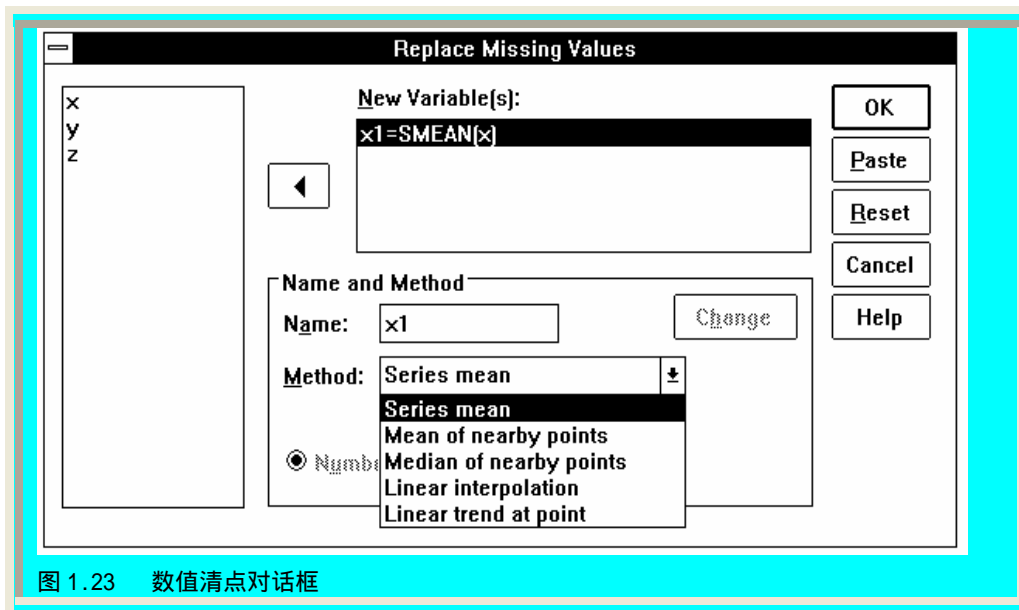 Replace Missing Values
x
y
z
New Variable(s):
x1=SMEAN(x)
OK
Paste
Reset
Cancel
Help
Name and Method
Name:
x1
Change
Method:
Series mean
Series mean
Mean of nearby points
Median of nearby points
Linear interpolation
Linear trend at point
图 1.23 数值清点对话框